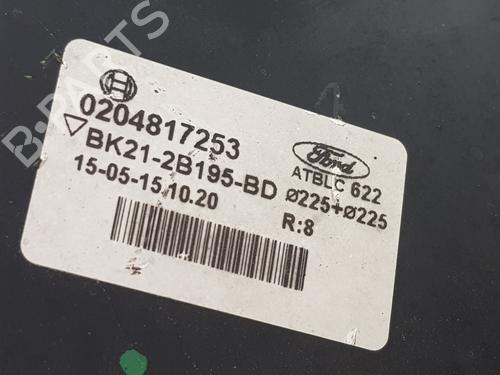 0204817253
BK21-2B195-BD
15-05-15 10.20
Ford
ATBLC 622
Ø225+Ø225
R:8
B-PARTS